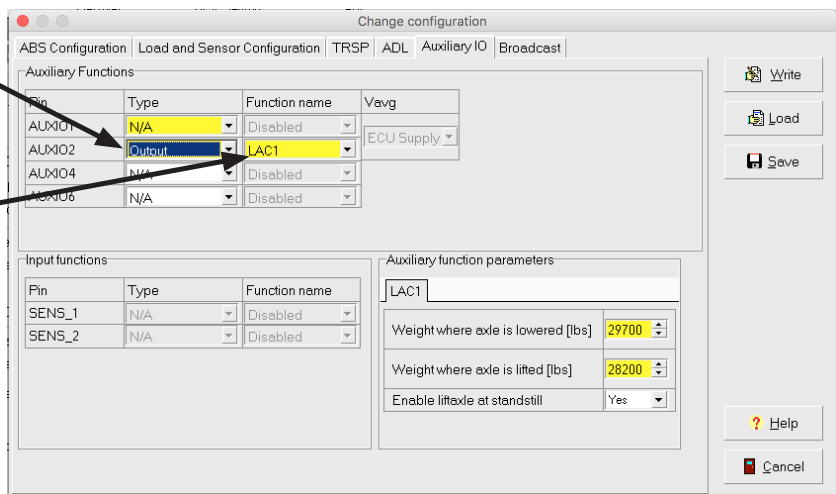 Change configuration
ABS Configuration Load and Sensor Configuration TRSP ADL Auxiliary IO Broadcast
Auxiliary Functions
Pin Type Function name Vavg
AUXIO1 N/A Disabled ECU Supply
AUXIO2 Output LAC1
AUXIO4 N/A Disabled
AUXIO6 N/A Disabled
Input functions
Pin Type Function name
SENS_1 N/A Disabled
SENS_2 N/A Disabled
Auxiliary function parameters
LAC1
Weight where axle is lowered [lbs] 29700
Weight where axle is lifted [lbs] 28200
Enable liftaxle at standstill Yes
Write
Load
Save
? Help
Cancel